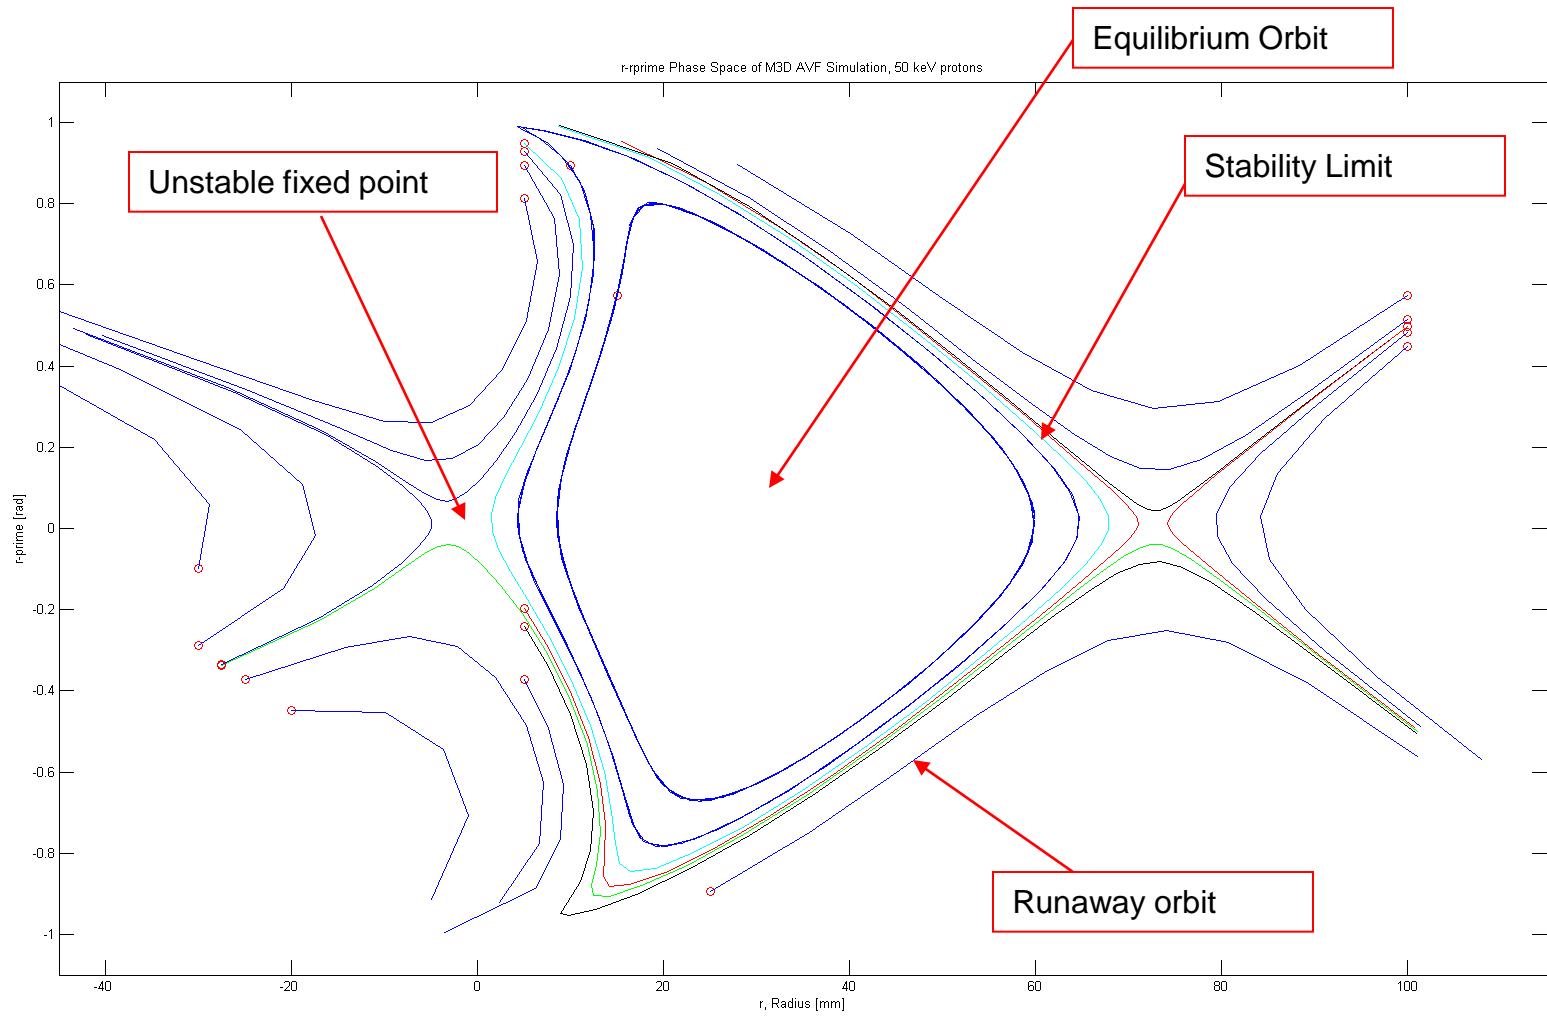 Equilibrium Orbit
r-rprime Phase Space of M3D AVF Simulation, 50 keV protons
Unstable fixed point
Stability Limit
Runaway orbit
1
0.8
0.6
0.4
0.2
0
-0.2
-0.4
-0.6
-0.8
-1
r-prime [rad]
-40 -20 0 20 40 60 80 100
r, Radius [mm]